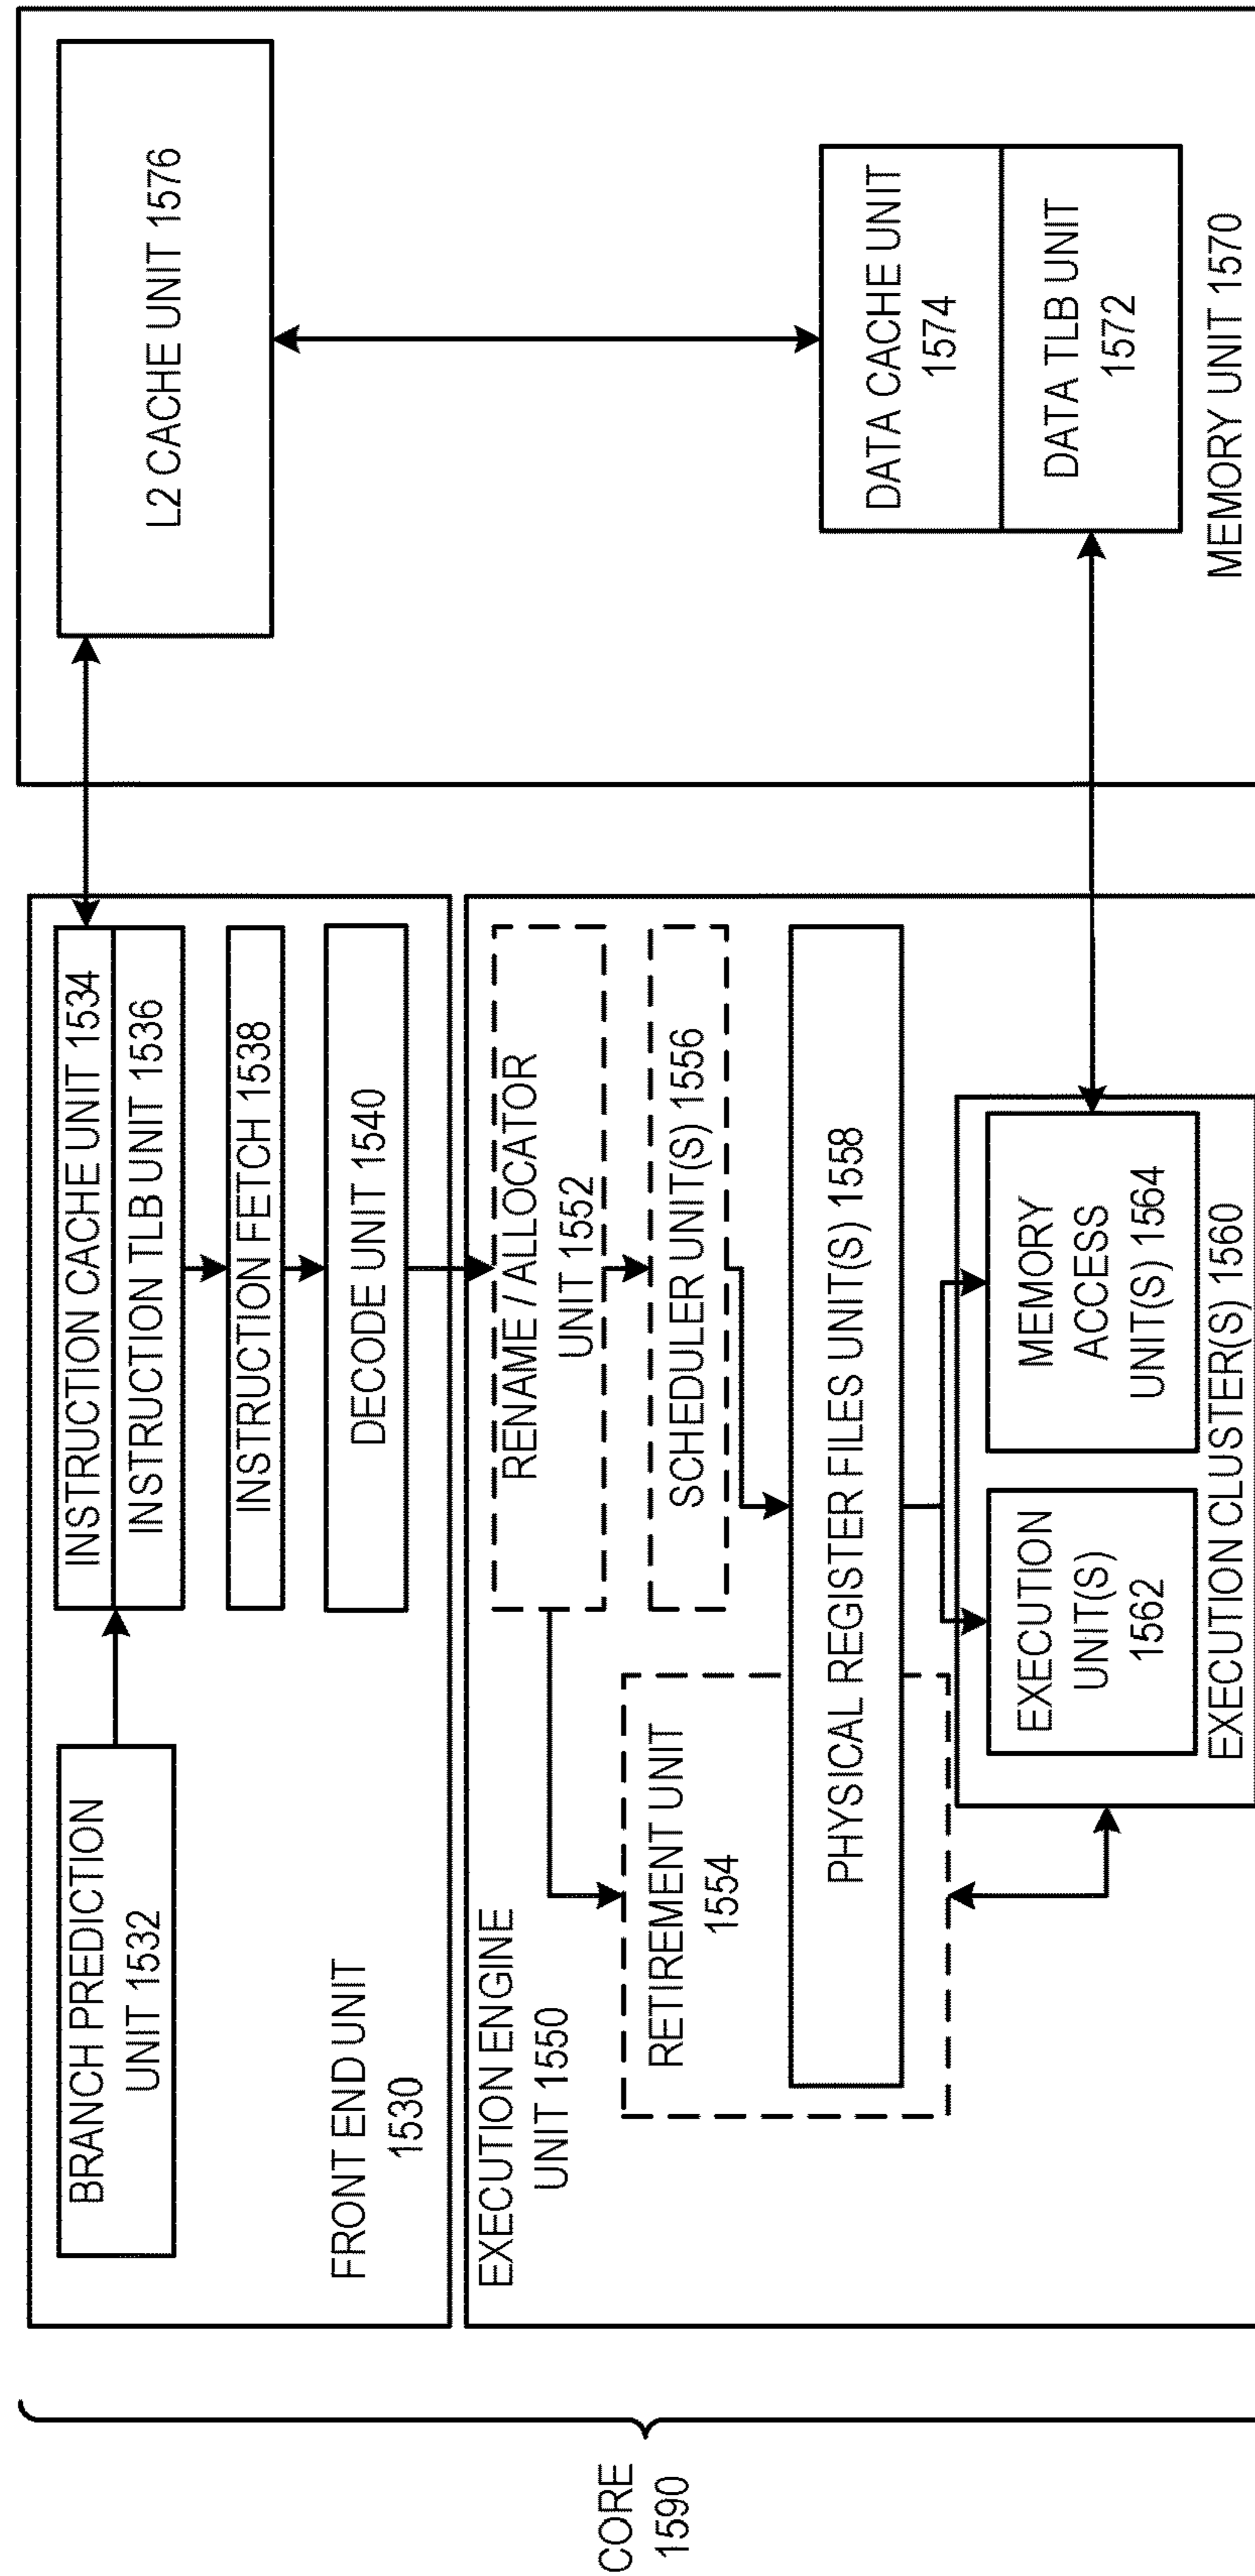 CORE
1590
BRANCH PREDICTION
UNIT 1532
INSTRUCTION CACHE UNIT 1534
INSTRUCTION TLB UNIT 1536
INSTRUCTION FETCH 1538
DECODE UNIT 1540
FRONT END UNIT
1530
EXECUTION ENGINE
UNIT 1550
RENAME / ALLOCATOR
UNIT 1552
SCHEDULER UNIT(S) 1556
RETIREMENT UNIT
1554
PHYSICAL REGISTER FILES UNIT(S) 1558
EXECUTION
UNIT(S)
1562
MEMORY
ACCESS
UNIT(S) 1564
EXECUTION CLUSTER(S) 1560
L2 CACHE UNIT 1576
DATA CACHE UNIT
1574
DATA TLB UNIT
1572
MEMORY UNIT 1570